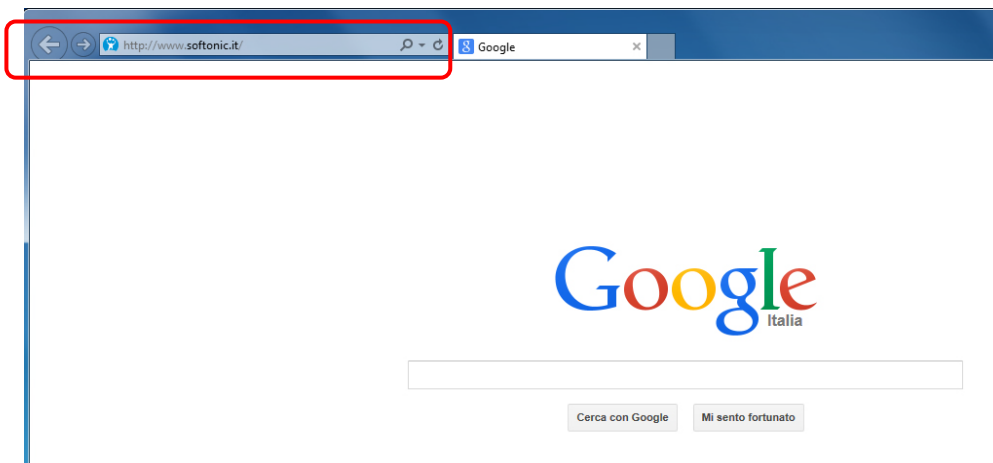 http://www.softonic.it/
Google
Google
Italia
Cerca con Google
Mi sento fortunato